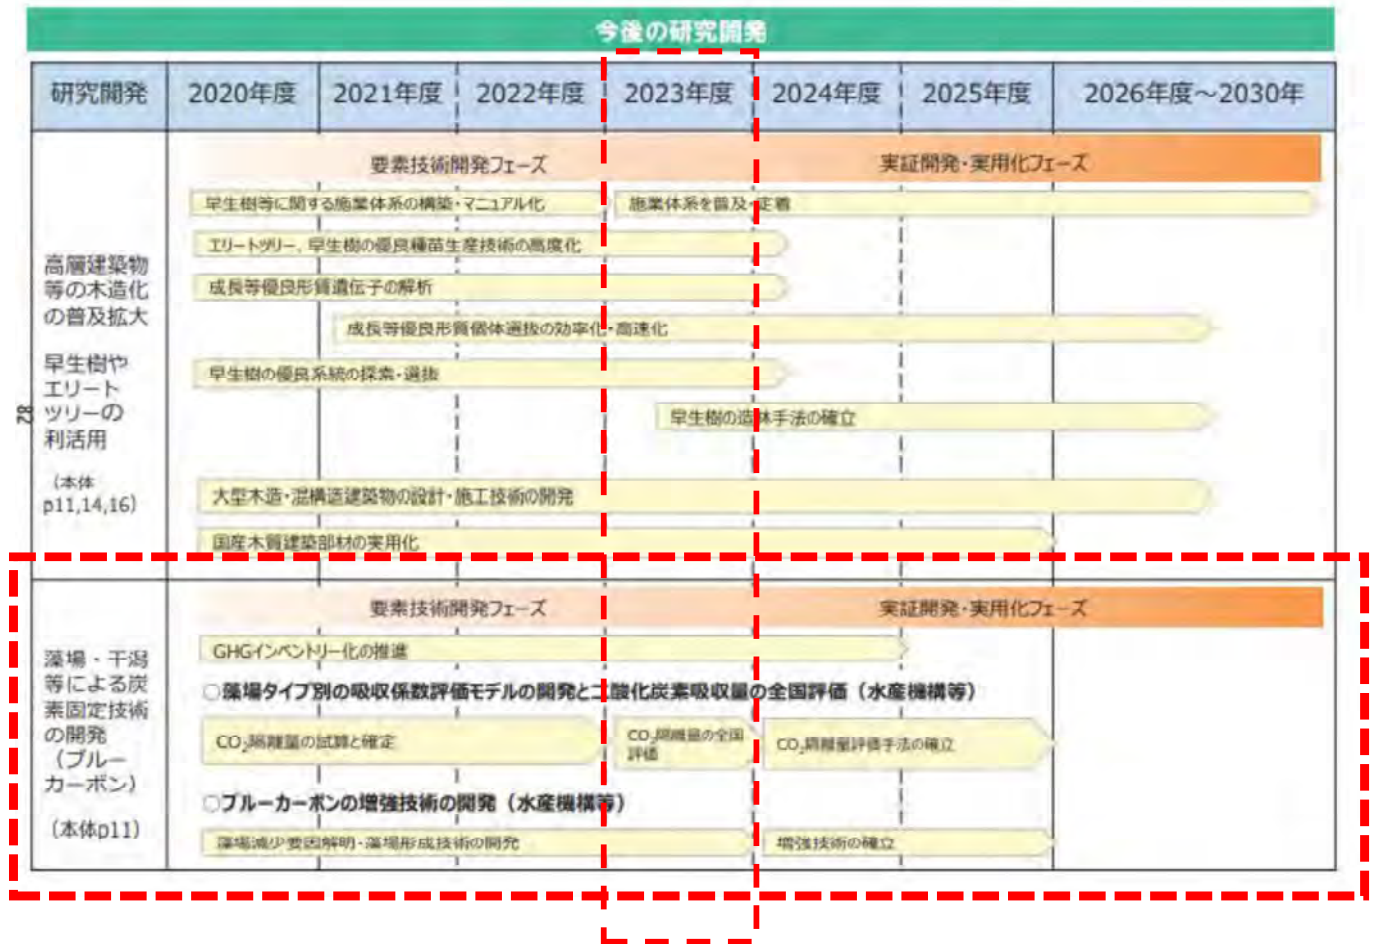 今後の研究開発
研究開発
2020年度
2021年度
2022年度
2023年度
2024年度
2025年度
2026年度～2030年
高層建築物
等の木造化
の普及拡大
早生樹や
エリート
ツリーの
利活用
（本体
p11,14,16）
要素技術開発フェーズ
実証開発・実用化フェーズ
早生樹等に関する施業体系の構築・マニュアル化
施業体系を普及・定着
エリートツリー、早生樹の優良種苗生産技術の高度化
成長等優良形質遺伝子の解析
成長等優良形質個体選抜の効率化・高速化
早生樹の優良系統の探索・選抜
早生樹の造林手法の確立
大型木造・混構造建築物の設計・施工技術の開発
国産木質建築部材の実用化
82
藻場・干潟
等による炭
素固定技術
の開発
（ブルー
カーボン）
（本体p11）
要素技術開発フェーズ
実証開発・実用化フェーズ
GHGインベントリー化の推進
○藻場タイプ別の吸収係数評価モデルの開発と二酸化炭素吸収量の全国評価（水産機構等）
CO₂隔離量の試算と確定
CO₂隔離量の全国
評価
CO₂隔離量評価手法の確立
○ブルーカーボンの増強技術の開発（水産機構等）
藻場減少要因解明・藻場形成技術の開発
増強技術の確立